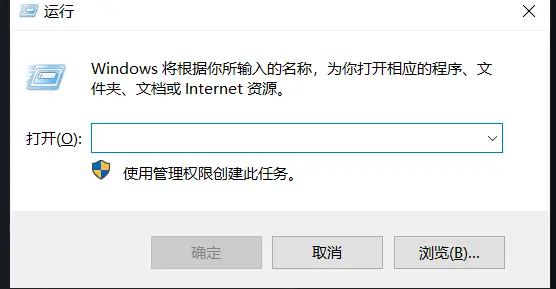 运行
Windows 将根据你所输入的名称，为你打开相应的程序、文
件夹、文档或 Internet 资源。
打开(O):
使用管理权限创建此任务。
确定 取消 浏览(B)...